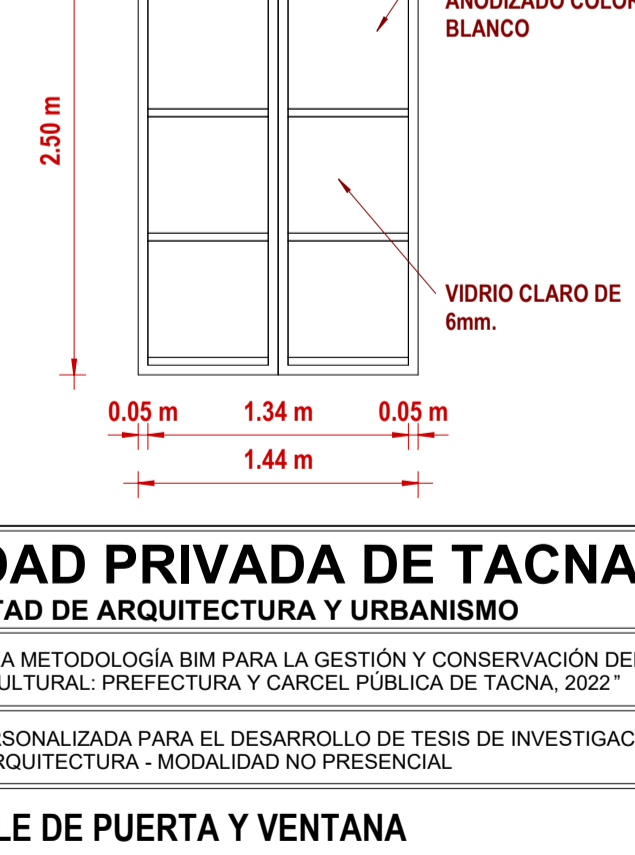 ANODIZADO COLOR
BLANCO
2.50 m
VIDRIO CLARO DE
6mm.
0.05 m 1.34 m 0.05 m
1.44 m
DAD PRIVADA DE TACNA
TAD DE ARQUITECTURA Y URBANISMO
A METODOLOGÍA BIM PARA LA GESTIÓN Y CONSERVACIÓN DE
ULTURAL: PREFECTURA Y CARCEL PÚBLICA DE TACNA, 2022"
RSONALIZADA PARA EL DESARROLLO DE TESIS DE INVESTIGAC
RQUITECTURA - MODALIDAD NO PRESENCIAL
LE DE PUERTA Y VENTANA